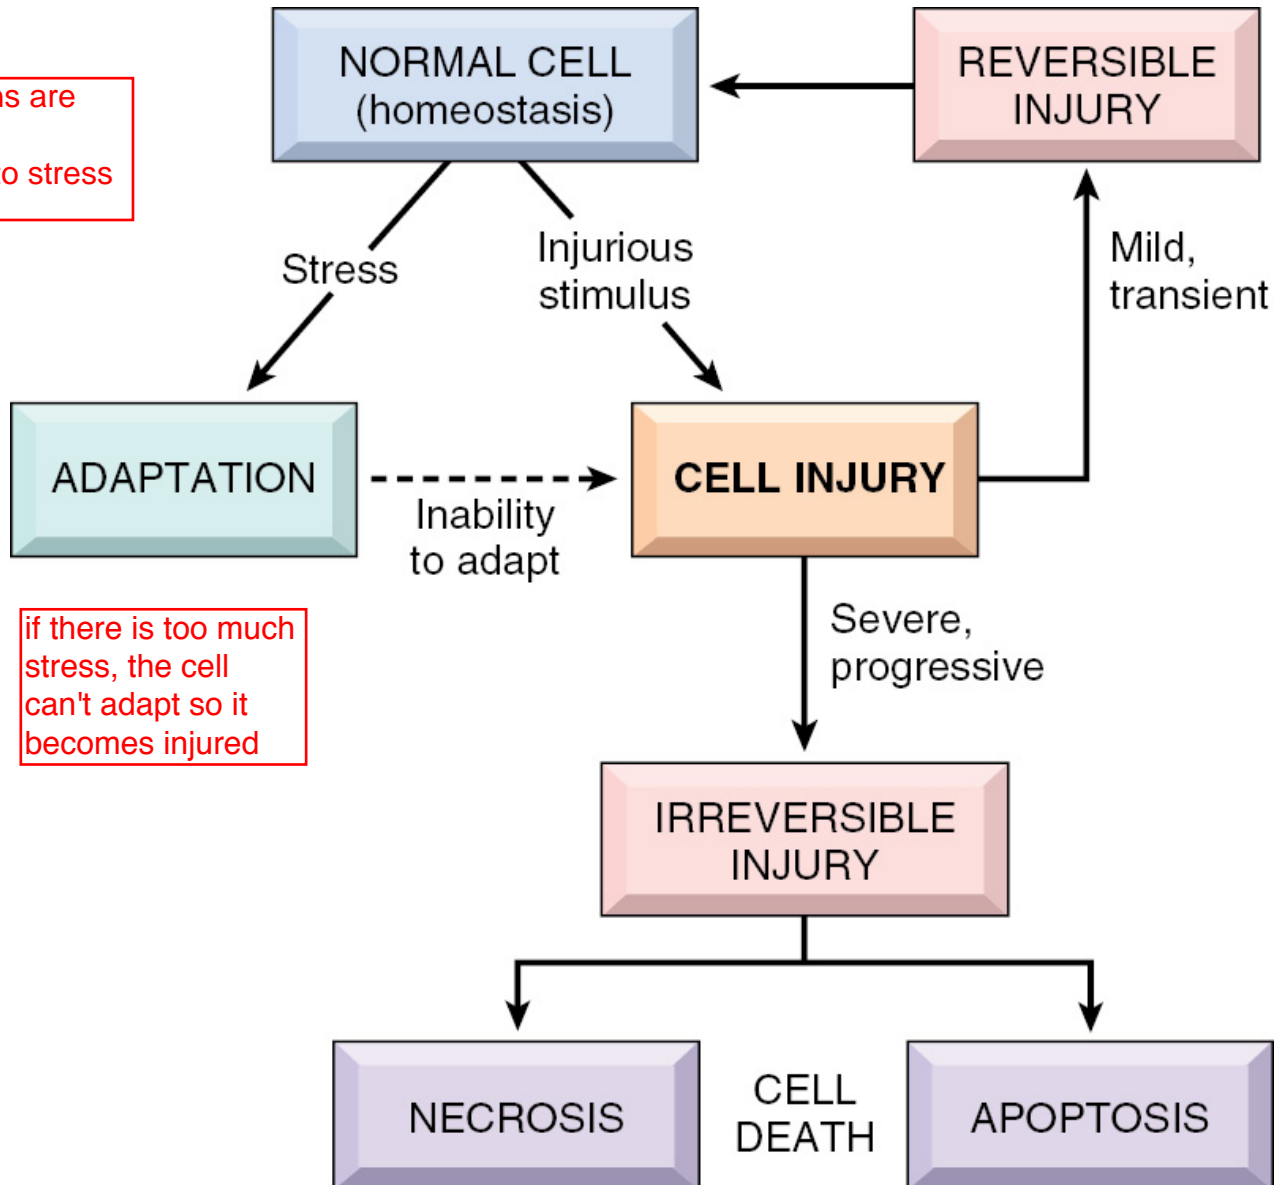 NORMAL CELL
(homeostasis)
REVERSIBLE
INJURY
are
to stress
Stress
Injurious
stimulus
Mild,
transient
ADAPTATION
Inability
to adapt
CELL INJURY
if there is too much
stress, the cell
can't adapt so it
becomes injured
Severe,
progressive
IRREVERSIBLE
INJURY
NECROSIS
CELL
DEATH
APOPTOSIS